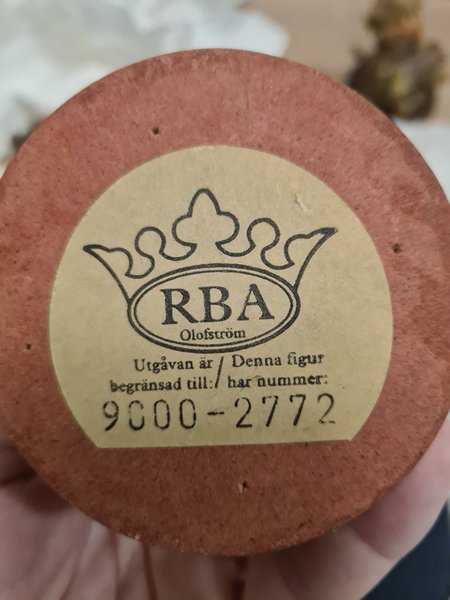 RBA
Olofström
Utgåvan är / Denna figur
begränsad till: har nummer:
9000-2772